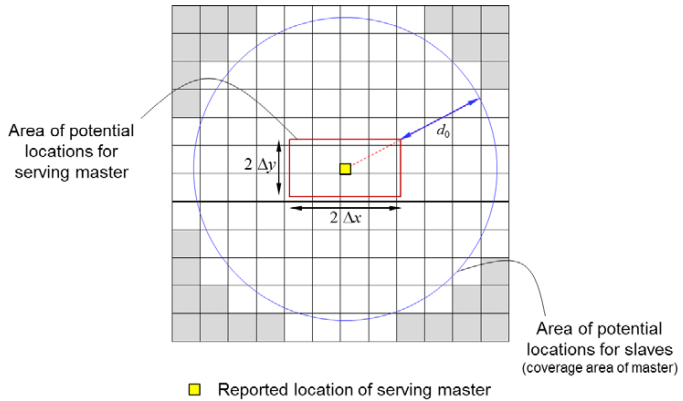 Area of potential
locations for
serving master
2 Δy
2 Δx
d₀
Area of potential
locations for slaves
(coverage area of master)
Reported location of serving master